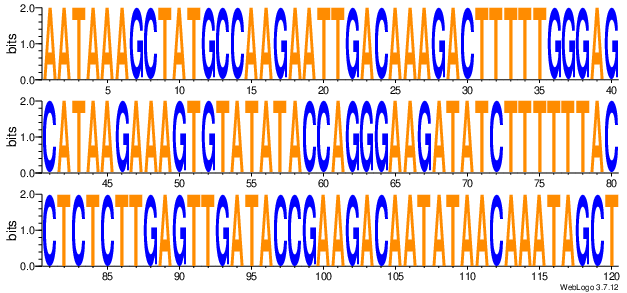 bits
2.0
1.0
0.0
AATAAAGCTATGCCAAGAATTGACAAAGACTTTTTGGGAG
5 10 15 20 25 30 35 40
bits
2.0
1.0
0.0
CATAAGAAAGTGTATATACCAGGGAAGATATCTTTTTTAC
45 50 55 60 65 70 75 80
bits
2.0
1.0
0.0
CTCTCTTGAGTTGATACCGAAGACAATATAACAAATAGCT
85 90 95 100 105 110 115 120
WebLogo 3.7.12